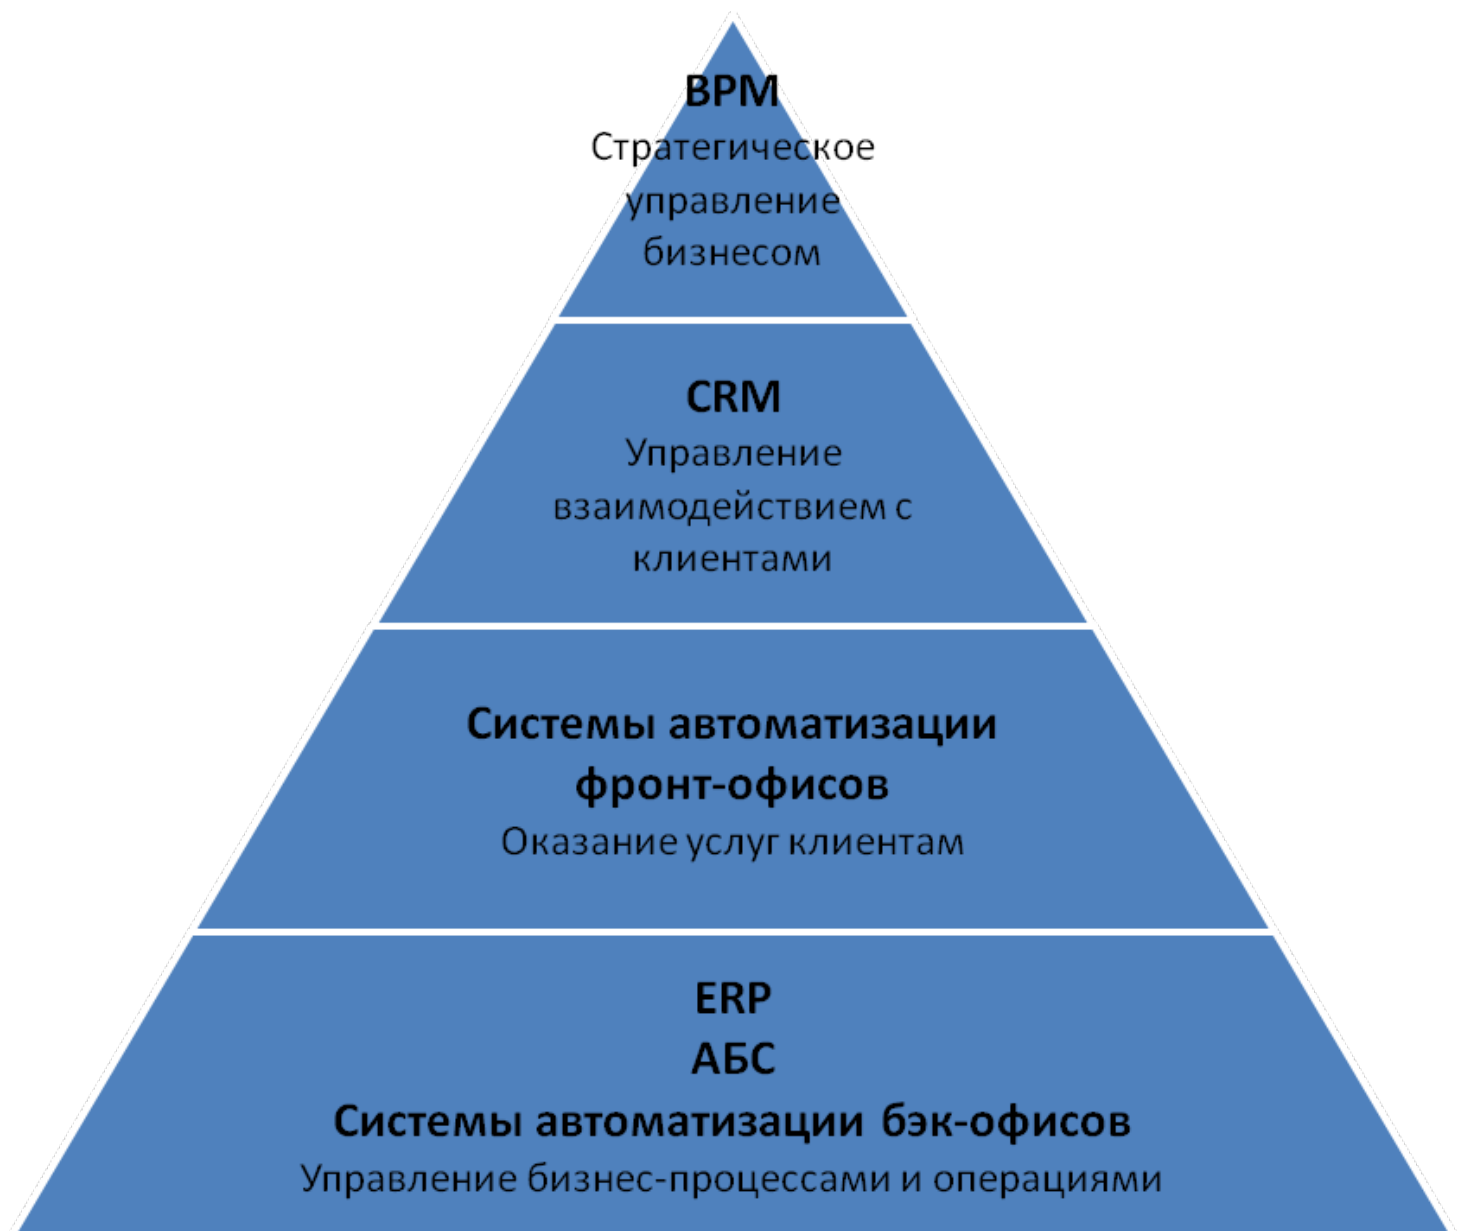 BPM
Стратегическое
управление
бизнесом
CRM
Управление
взаимодействием с
клиентами
Системы автоматизации
фронт-офисов
Оказание услуг клиентам
ERP
АБС
Системы автоматизации бэк-офисов
Управление бизнес-процессами и операциями